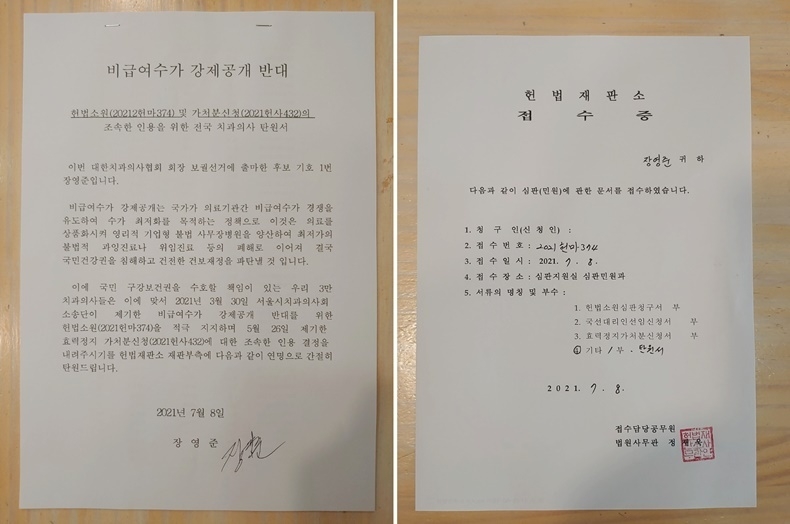 비급여수가 강제공개 반대
헌법소원(20212헌마374) 및 가처분신청(2021헌사432)의
조속한 인용을 위한 전국 치과의사 탄원서
이번 대한치과의사협회 회장 보궐선거에 출마한 후보 기호 1번
장영준입니다.
비급여수가 강제공개는 국가가 의료기관간 비급여수가 경쟁을
유도하여 수가 최저화를 목적하는 정책으로 이것은 의료를
상품화시켜 영리적 기업형 불법 사무장병원을 양산하여 최저가의
불법적 과잉진료나 위임진료 등의 폐해로 이어져 결국
국민건강권을 침해하고 건전한 건보재정을 파탄낼 것 입니다.
이에 국민 구강보건권을 수호할 책임이 있는 우리 3만
치과의사들은 이에 맞서 2021년 3월 30일 서울시치과의사회
소송단이 제기한 비급여수가 강제공개 반대를 위한
헌법소원(2021헌마374)을 적극 지지하며 5월 26일 제기한
효력정지 가처분신청(2021헌사432)에 대한 조속한 인용 결정을
내려주시기를 헌법재판소 재판부측에 다음과 같이 연명으로 간절히
탄원드립니다.
2021년 7월 8일
장 영 준
헌 법 재 판 소
접 수 증
장영준 귀 하
다음과 같이 심판(민원)에 관한 문서를 접수하였습니다.
1. 청 구 인(신 청 인) :
2. 접 수 번 호 : 2021헌마374
3. 접 수 일 시 : 2021. 7. 8.
4. 접 수 장 소 : 심판지원실 심판민원과
5. 서류의 명칭 및 부수 :
1. 헌법소원심판청구서 부
2. 국선대리인선임신청서 부
3. 효력정지가처분신청서 부
④ 기타 1부. 탄원서
2021. 7. 8.
접수담당공무원
법원사무관 정